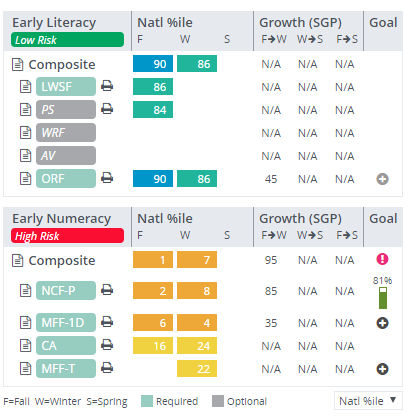 Early Literacy Natl %ile Growth (SGP) Goal
Low Risk F W S F→W W→S F→S
Composite 90 86 N/A N/A N/A
LWSF 86 N/A N/A N/A
PS 84 N/A N/A N/A
WRF N/A N/A N/A
AV N/A N/A N/A
ORF 90 86 45 N/A N/A
Early Numeracy Natl %ile Growth (SGP) Goal
High Risk F W S F→W W→S F→S
Composite 1 7 95 N/A N/A
81%
NCF-P 2 8 85 N/A N/A
MFF-1D 6 4 35 N/A N/A
CA 16 24 N/A N/A N/A
MFF-T 22 N/A N/A N/A
F=Fall W=Winter S=Spring Required Optional Natl %ile